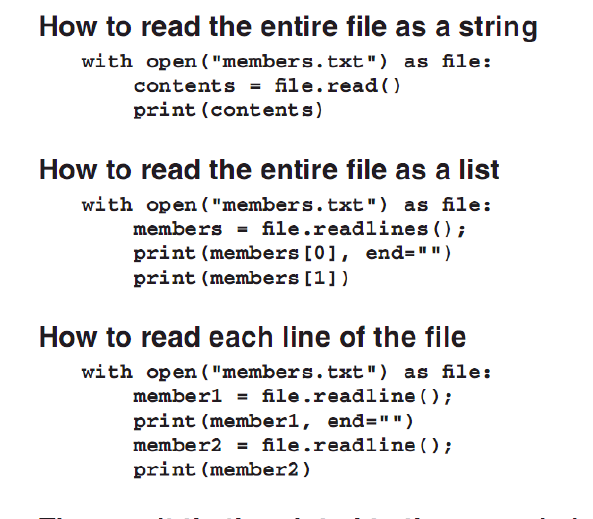 How to read the entire file as a string
with open("members.txt") as file:
contents = file.read()
print(contents)
How to read the entire file as a list
with open("members.txt") as file:
members = file.readlines();
print(members[0], end="")
print(members[1])
How to read each line of the file
with open("members.txt") as file:
member1 = file.readline();
print(member1, end="")
member2 = file.readline();
print(member2)